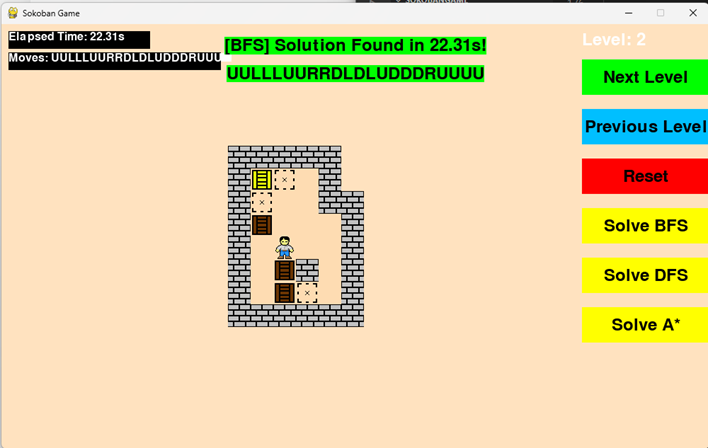 Sokoban Game
Elapsed Time: 22.31s
Moves: UULLLUURRDLDLUDDDRUUU
[BFS] Solution Found in 22.31s!
UULLLUURRDLDLUDDDRUUUU
Level: 2
Next Level
Previous Level
Reset
Solve BFS
Solve DFS
Solve A*